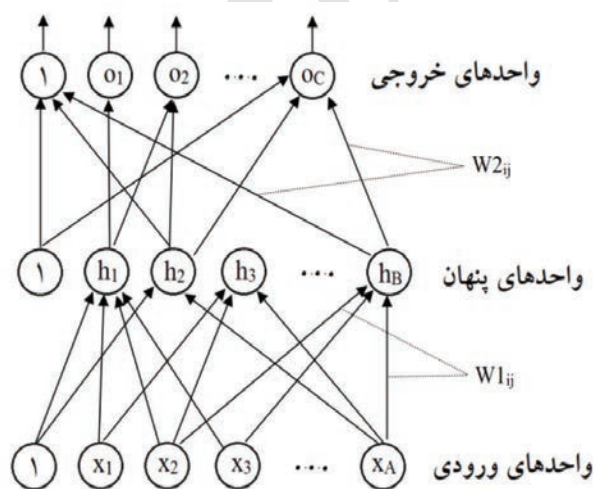 ۱ o1 o2 .... oC واحدهای خروجی
W2ij
۱ h1 h2 h3 .... hB واحدهای پنهان
W1ij
۱ x1 x2 x3 .... xA واحدهای ورودی